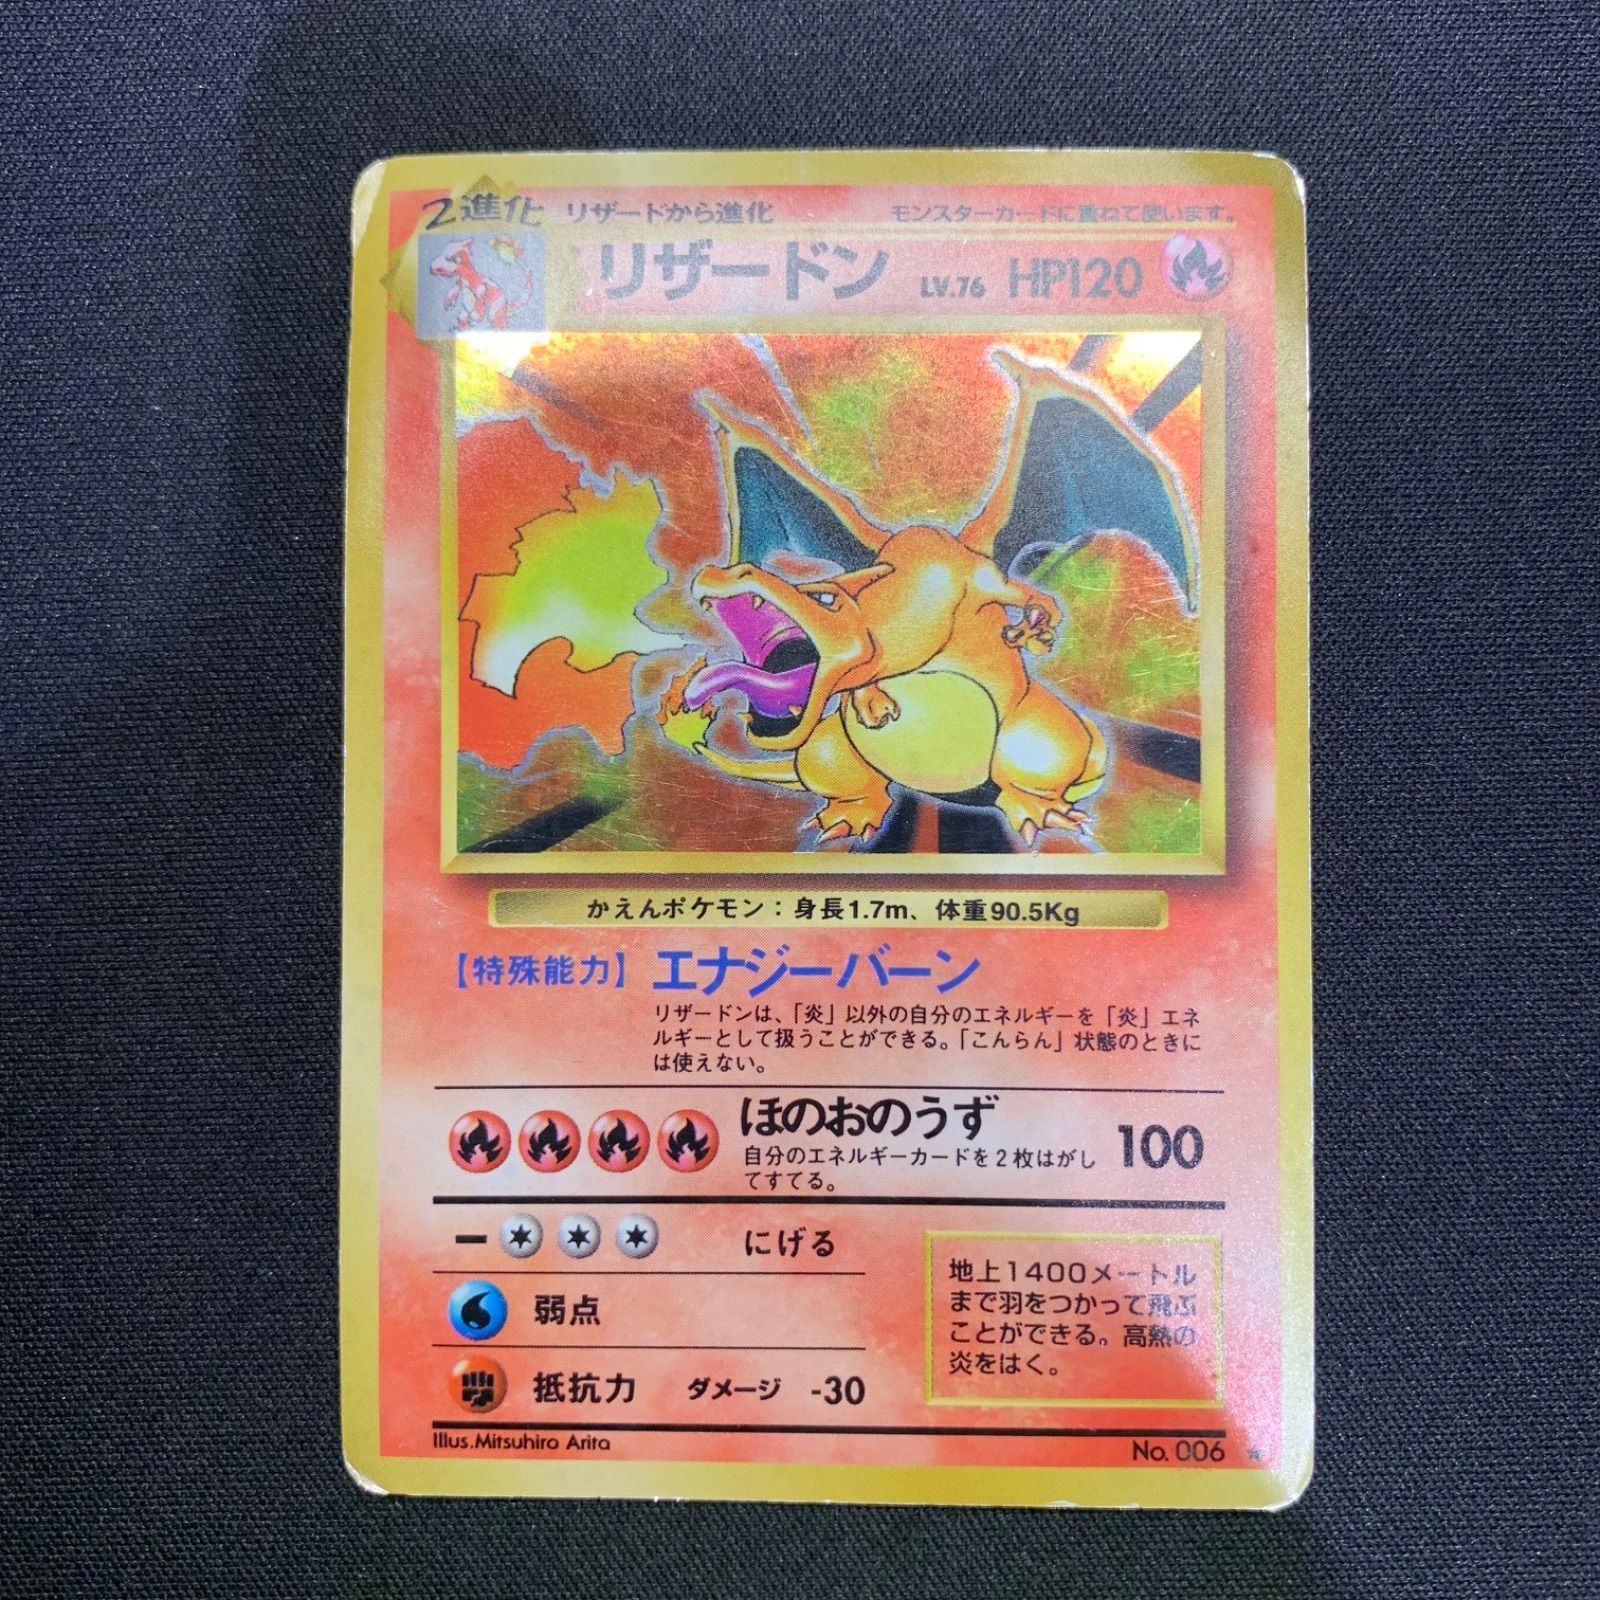 2進化 リザードから進化 モンスターカードに重ねて使います。
リザードン LV.76 HP120
かえんポケモン：身長1.7m、体重90.5Kg
【特殊能力】エナジーバーン
リザードンは、「炎」以外の自分のエネルギーを「炎」エネ
ルギーとして扱うことができる。「こんらん」状態のときに
は使えない。
ほのおのうず 100
自分のエネルギーカードを2枚はがし
てすてる。
にげる
弱点
抵抗力 ダメージ -30
地上1400メートル
まで羽をつかって飛ぶ
ことができる。高熱の
炎をはく。
Illus.Mitsuhiro Arita No. 006 ★